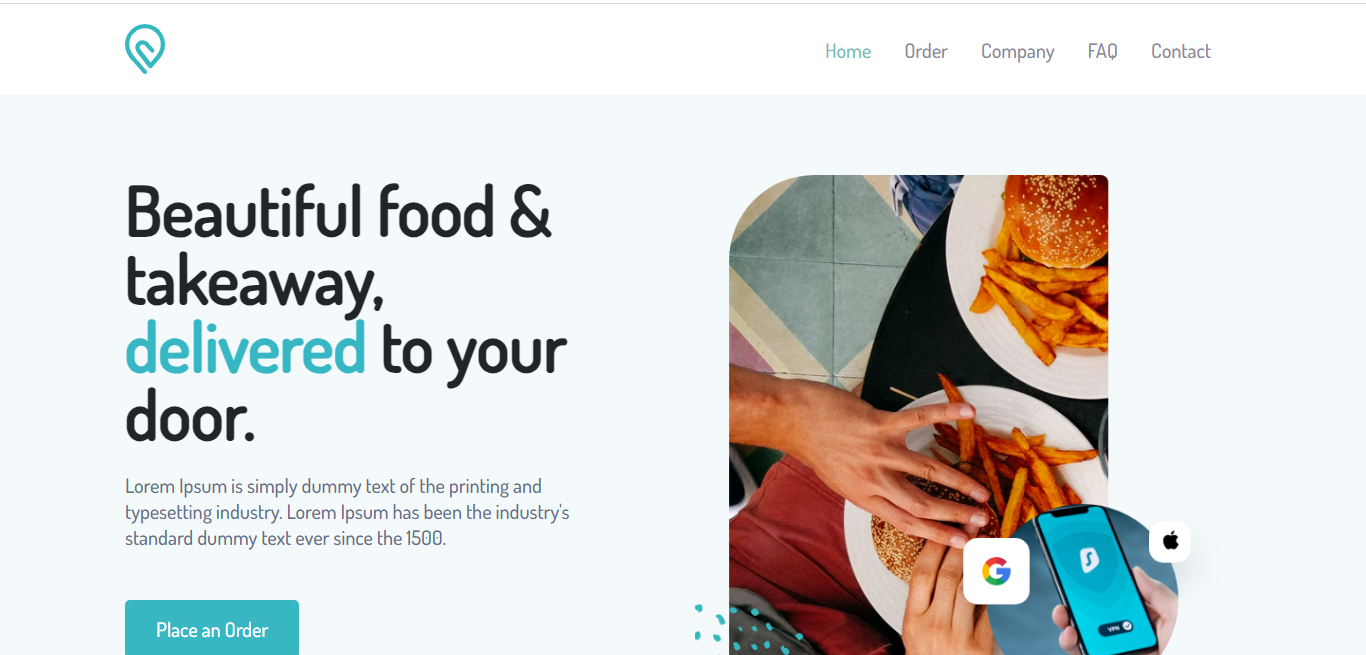 Home Order Company FAQ Contact
Beautiful food &
takeaway,
delivered to your
door.
Lorem Ipsum is simply dummy text of the printing and
typesetting industry. Lorem Ipsum has been the industry's
standard dummy text ever since the 1500.
Place an Order
G
S
VPN